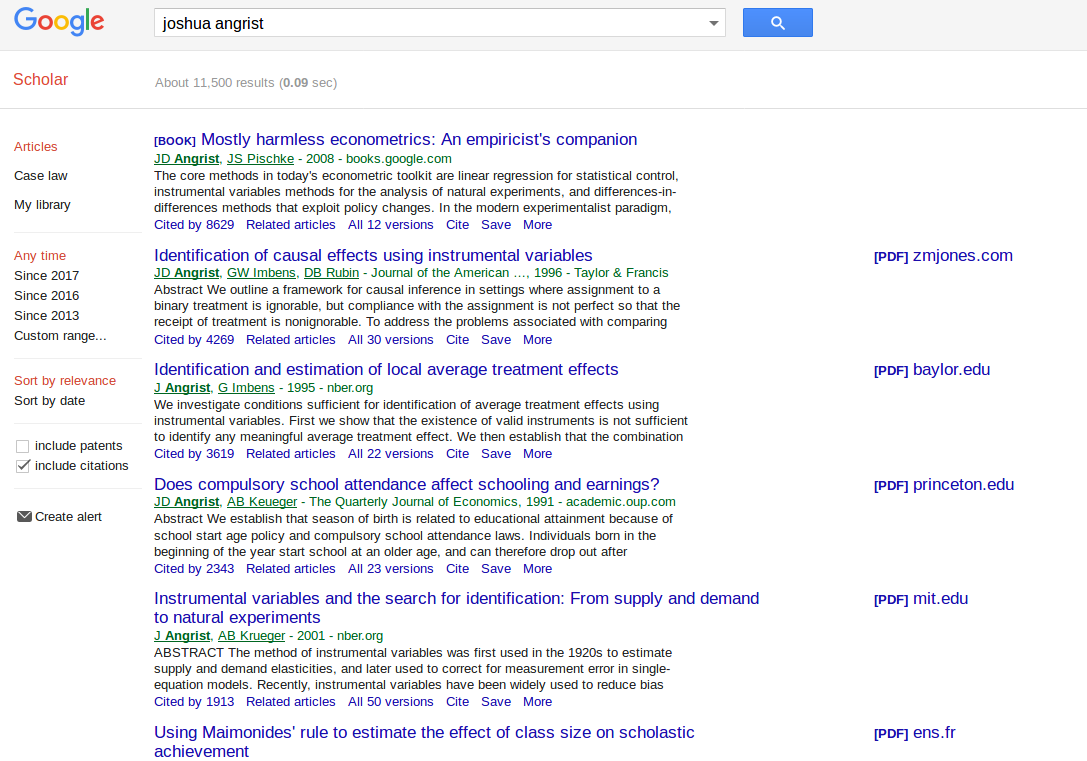 Google
joshua angrist
Scholar
About 11,500 results (0.09 sec)
Articles
Case law
My library
Any time
Since 2017
Since 2016
Since 2013
Custom range...
Sort by relevance
Sort by date
include patents
include citations
Create alert
[BOOK] Mostly harmless econometrics: An empiricist's companion
JD Angrist, JS Pischke - 2008 - books.google.com
The core methods in today's econometric toolkit are linear regression for statistical control,
instrumental variables methods for the analysis of natural experiments, and differences-in-
differences methods that exploit policy changes. In the modern experimentalist paradigm,
Cited by 8629 Related articles All 12 versions Cite Save More
Identification of causal effects using instrumental variables
[PDF] zmjones.com
JD Angrist, GW Imbens, DB Rubin - Journal of the American …, 1996 - Taylor & Francis
Abstract We outline a framework for causal inference in settings where assignment to a
binary treatment is ignorable, but compliance with the assignment is not perfect so that the
receipt of treatment is nonignorable. To address the problems associated with comparing
Cited by 4269 Related articles All 30 versions Cite Save More
Identification and estimation of local average treatment effects
[PDF] baylor.edu
J Angrist, G Imbens - 1995 - nber.org
We investigate conditions sufficient for identification of average treatment effects using
instrumental variables. First we show that the existence of valid instruments is not sufficient
to identify any meaningful average treatment effect. We then establish that the combination
Cited by 3619 Related articles All 22 versions Cite Save More
Does compulsory school attendance affect schooling and earnings?
[PDF] princeton.edu
JD Angrist, AB Keueger - The Quarterly Journal of Economics, 1991 - academic.oup.com
Abstract We establish that season of birth is related to educational attainment because of
school start age policy and compulsory school attendance laws. Individuals born in the
beginning of the year start school at an older age, and can therefore drop out after
Cited by 2343 Related articles All 23 versions Cite Save More
Instrumental variables and the search for identification: From supply and demand
to natural experiments
[PDF] mit.edu
J Angrist, AB Krueger - 2001 - nber.org
ABSTRACT The method of instrumental variables was first used in the 1920s to estimate
supply and demand elasticities, and later used to correct for measurement error in single-
equation models. Recently, instrumental variables have been widely used to reduce bias
Cited by 1913 Related articles All 50 versions Cite Save More
Using Maimonides' rule to estimate the effect of class size on scholastic
achievement
[PDF] ens.fr